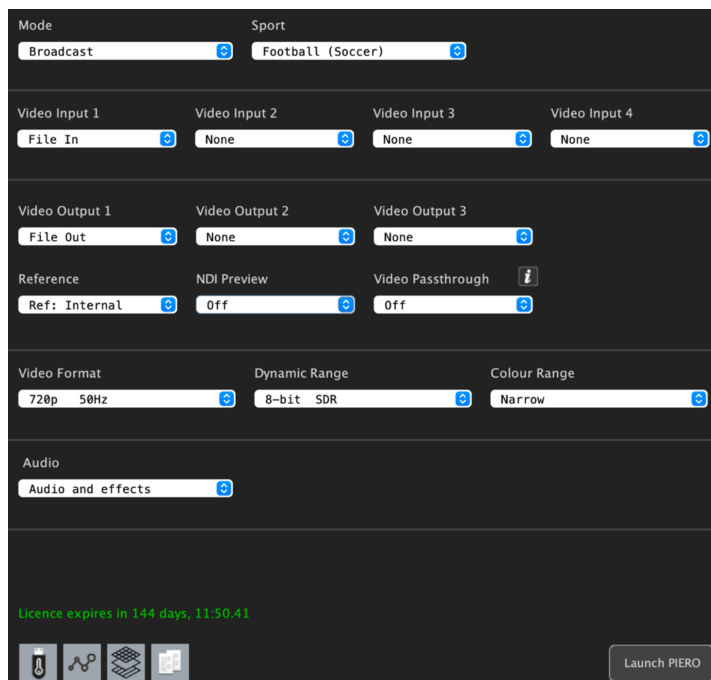 Mode Sport
Broadcast Football (Soccer)
Video Input 1 Video Input 2 Video Input 3 Video Input 4
File In None None None
Video Output 1 Video Output 2 Video Output 3
File Out None None
Reference NDI Preview Video Passthrough i
Ref: Internal Off Off
Video Format Dynamic Range Colour Range
720p 50Hz 8-bit SDR Narrow
Audio
Audio and effects
Licence expires in 144 days, 11:50.41
Launch PIERO